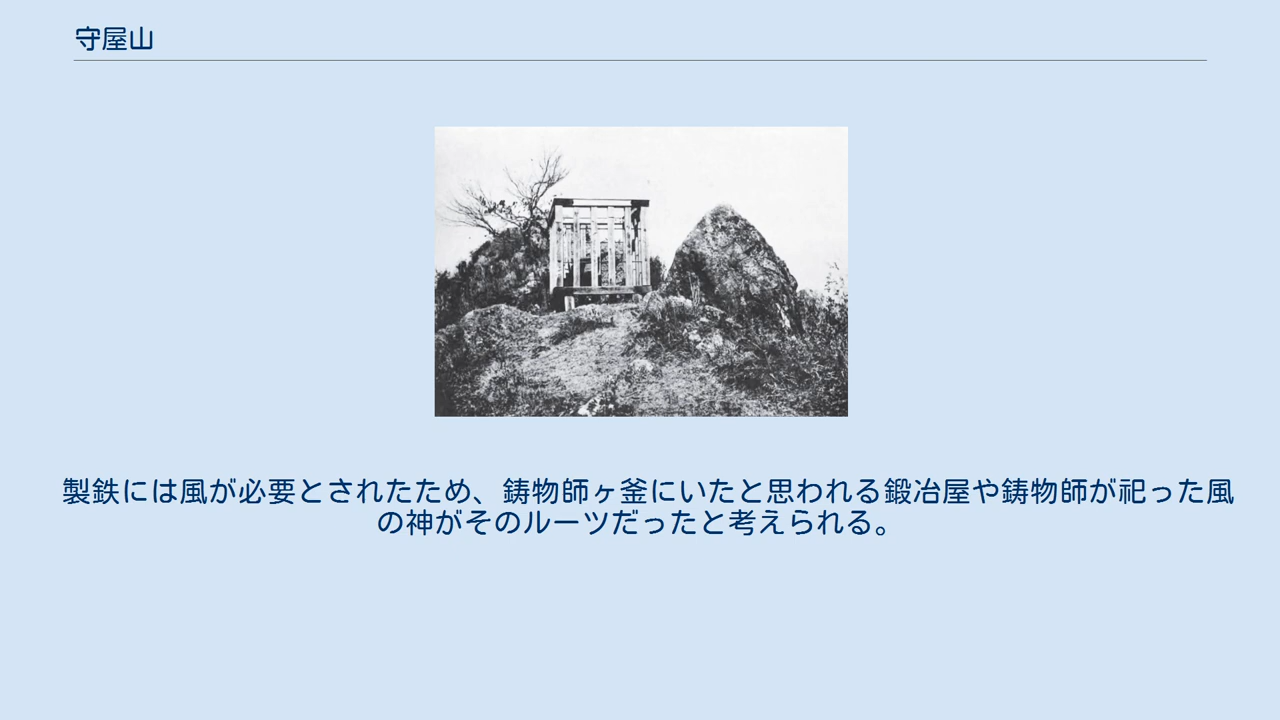 守屋山
製鉄には風が必要とされたため、鋳物師ヶ釜にいたと思われる鍛冶屋や鋳物師が祀った風
の神がそのルーツだったと考えられる。